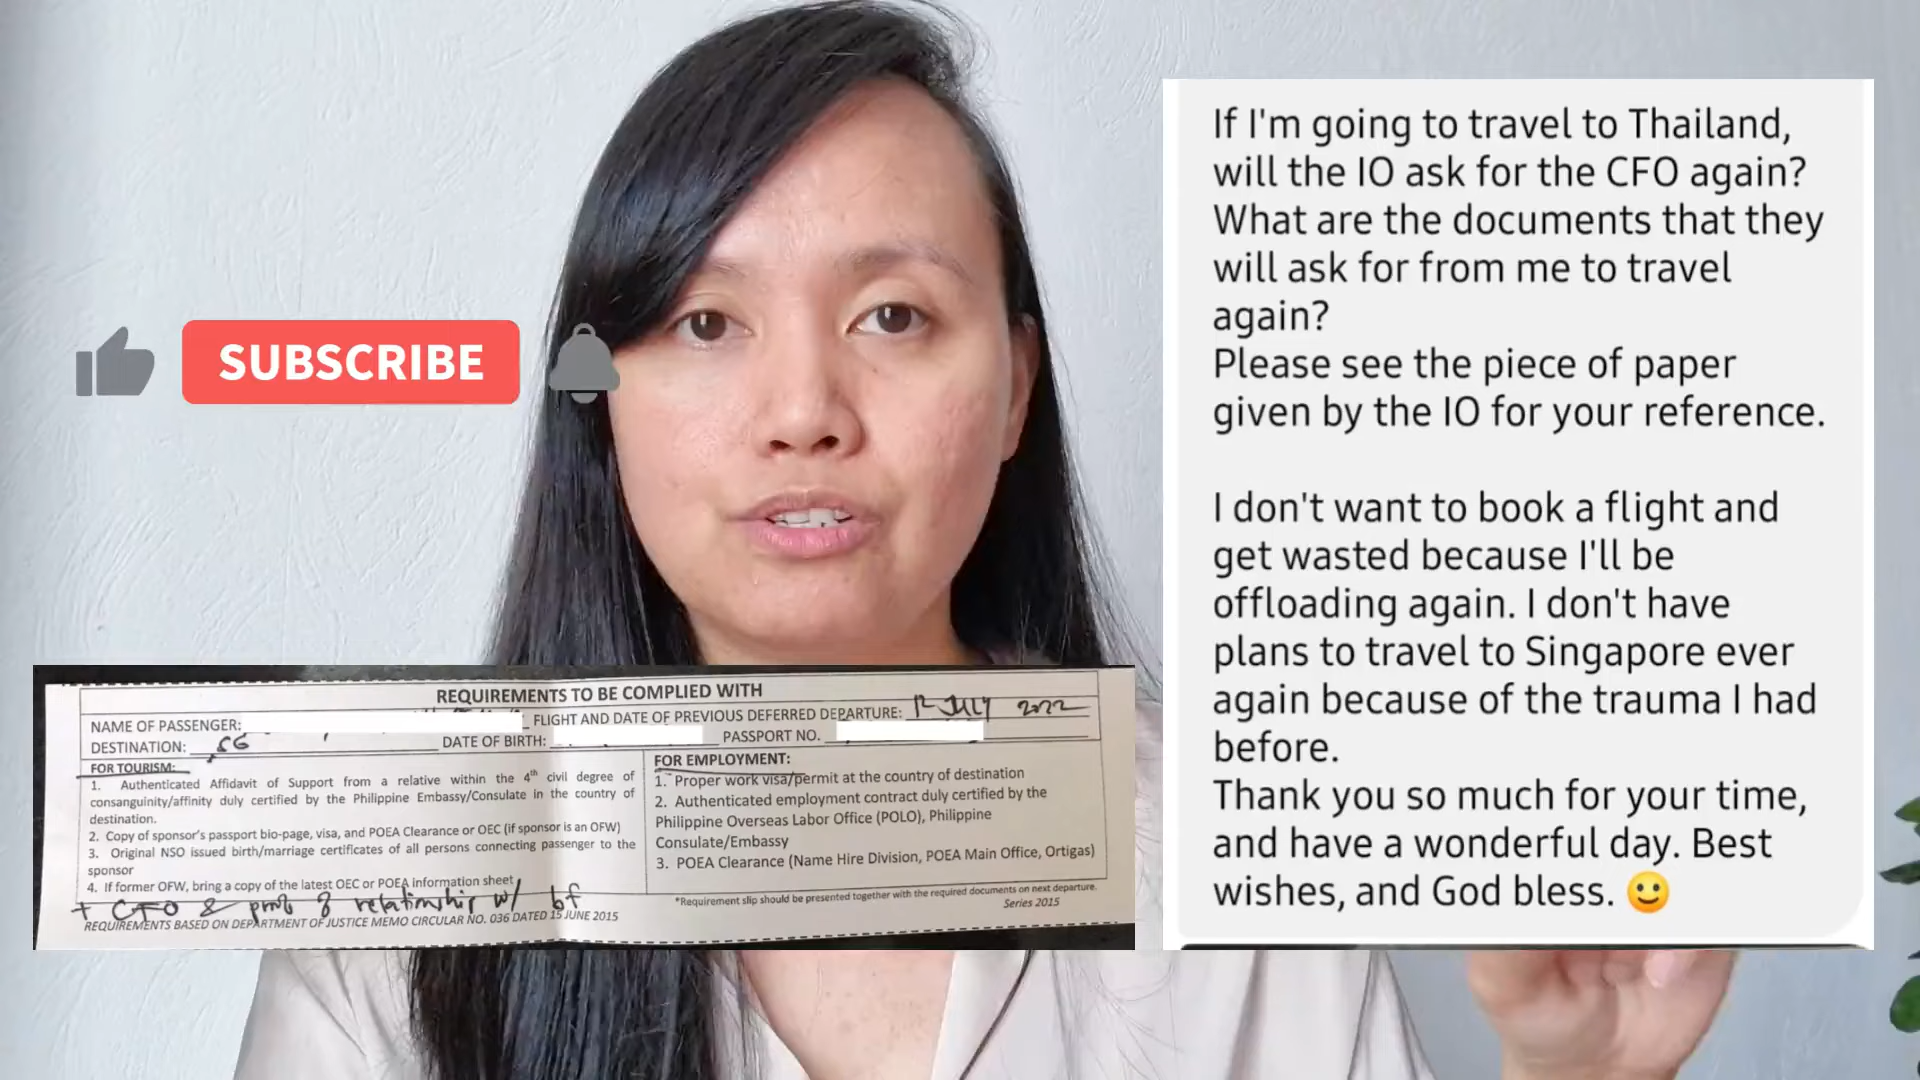 SUBSCRIBE
If I'm going to travel to Thailand,
will the IO ask for the CFO again?
What are the documents that they
will ask for from me to travel
again?
Please see the piece of paper
given by the IO for your reference.
I don't want to book a flight and
get wasted because I'll be
offloading again. I don't have
plans to travel to Singapore ever
again because of the trauma I had
before.
Thank you so much for your time,
and have a wonderful day. Best
wishes, and God bless. 🙂
REQUIREMENTS TO BE COMPLIED WITH
NAME OF PASSENGER: FLIGHT AND DATE OF PREVIOUS DEFERRED DEPARTURE: 12 JULY 2022
DESTINATION: SG DATE OF BIRTH: PASSPORT NO.
FOR TOURISM:
1. Authenticated Affidavit of Support from a relative within the 4th civil degree of
consanguinity/affinity duly certified by the Philippine Embassy/Consulate in the country of
destination.
2. Copy of sponsor's passport bio-page, visa, and POEA Clearance or OEC (if sponsor is an OFW)
3. Original NSO issued birth/marriage certificates of all persons connecting passenger to the
sponsor
4. If former OFW, bring a copy of the latest OEC or POEA information sheet
+ CFO & proof of relationship w/ bf
REQUIREMENTS BASED ON DEPARTMENT OF JUSTICE MEMO CIRCULAR NO. 036 DATED 15 JUNE 2015
FOR EMPLOYMENT:
1. Proper work visa/permit at the country of destination
2. Authenticated employment contract duly certified by the
Philippine Overseas Labor Office (POLO), Philippine
Consulate/Embassy
3. POEA Clearance (Name Hire Division, POEA Main Office, Ortigas)
*Requirement slip should be presented together with the required documents on next departure.
Series 2015